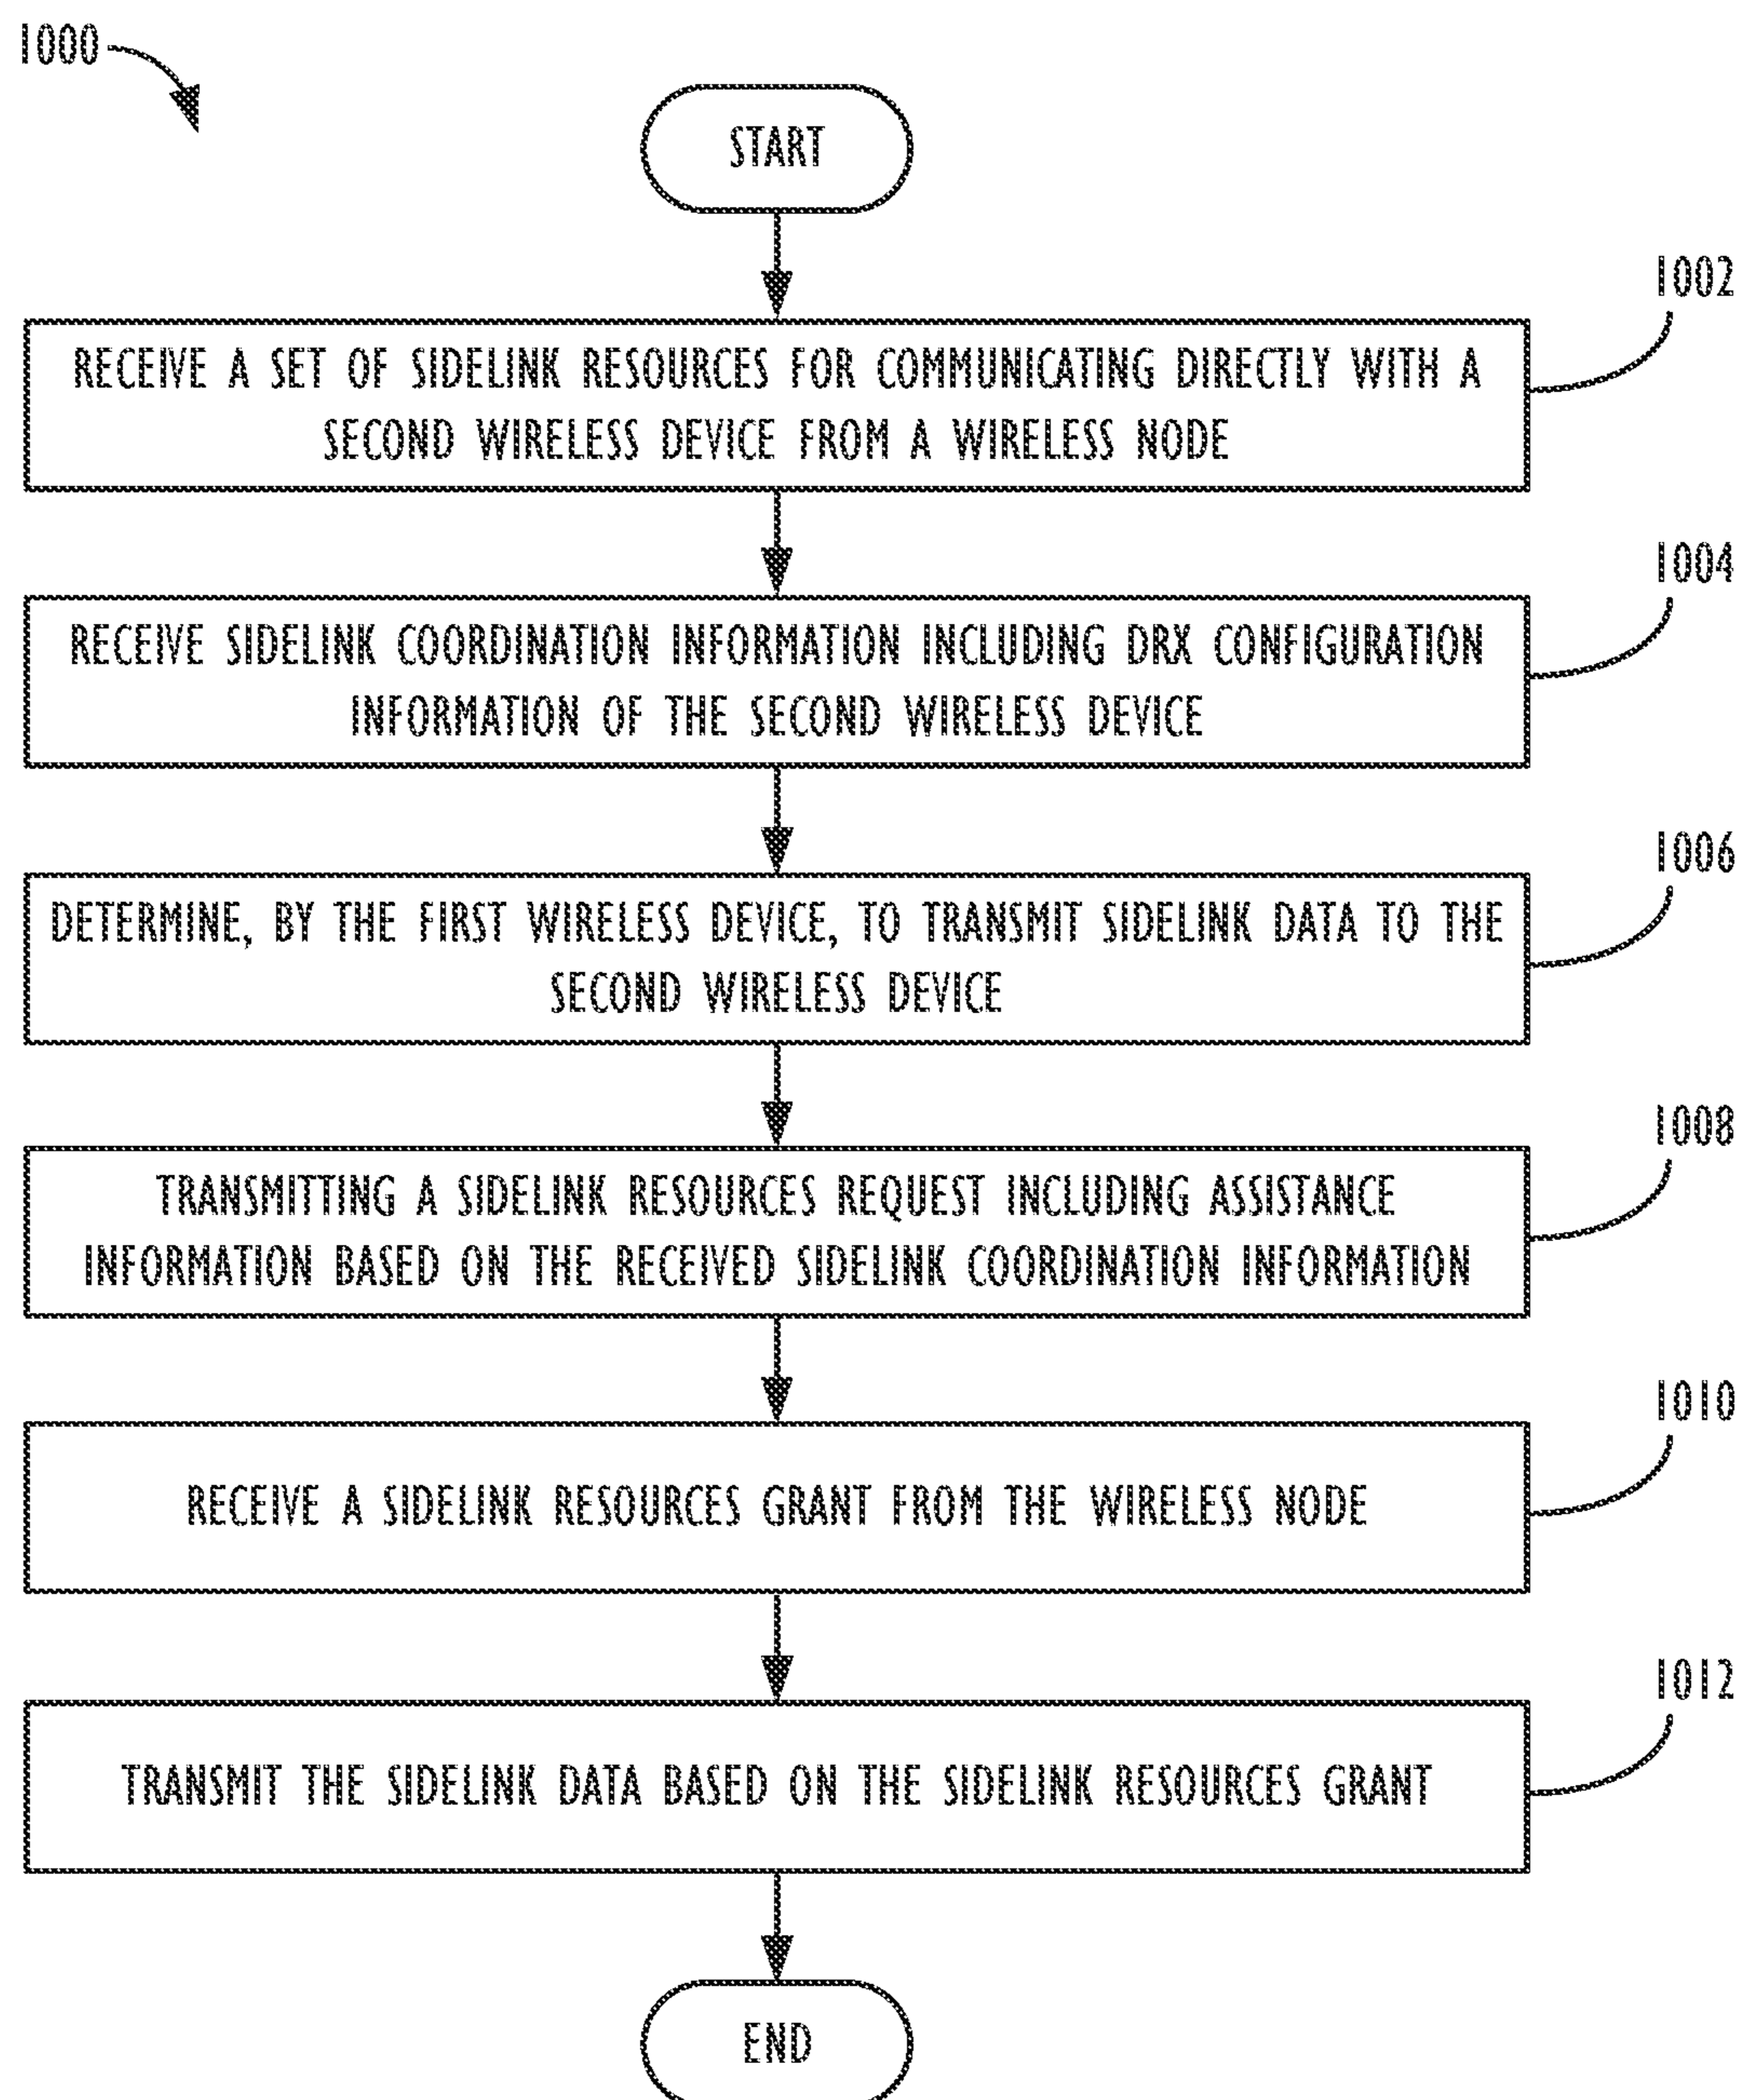 1000
START
1002
RECEIVE A SET OF SIDELINK RESOURCES FOR COMMUNICATING DIRECTLY WITH A
SECOND WIRELESS DEVICE FROM A WIRELESS NODE
1004
RECEIVE SIDELINK COORDINATION INFORMATION INCLUDING DRX CONFIGURATION
INFORMATION OF THE SECOND WIRELESS DEVICE
1006
DETERMINE, BY THE FIRST WIRELESS DEVICE, TO TRANSMIT SIDELINK DATA TO THE
SECOND WIRELESS DEVICE
1008
TRANSMITTING A SIDELINK RESOURCES REQUEST INCLUDING ASSISTANCE
INFORMATION BASED ON THE RECEIVED SIDELINK COORDINATION INFORMATION
1010
RECEIVE A SIDELINK RESOURCES GRANT FROM THE WIRELESS NODE
1012
TRANSMIT THE SIDELINK DATA BASED ON THE SIDELINK RESOURCES GRANT
END